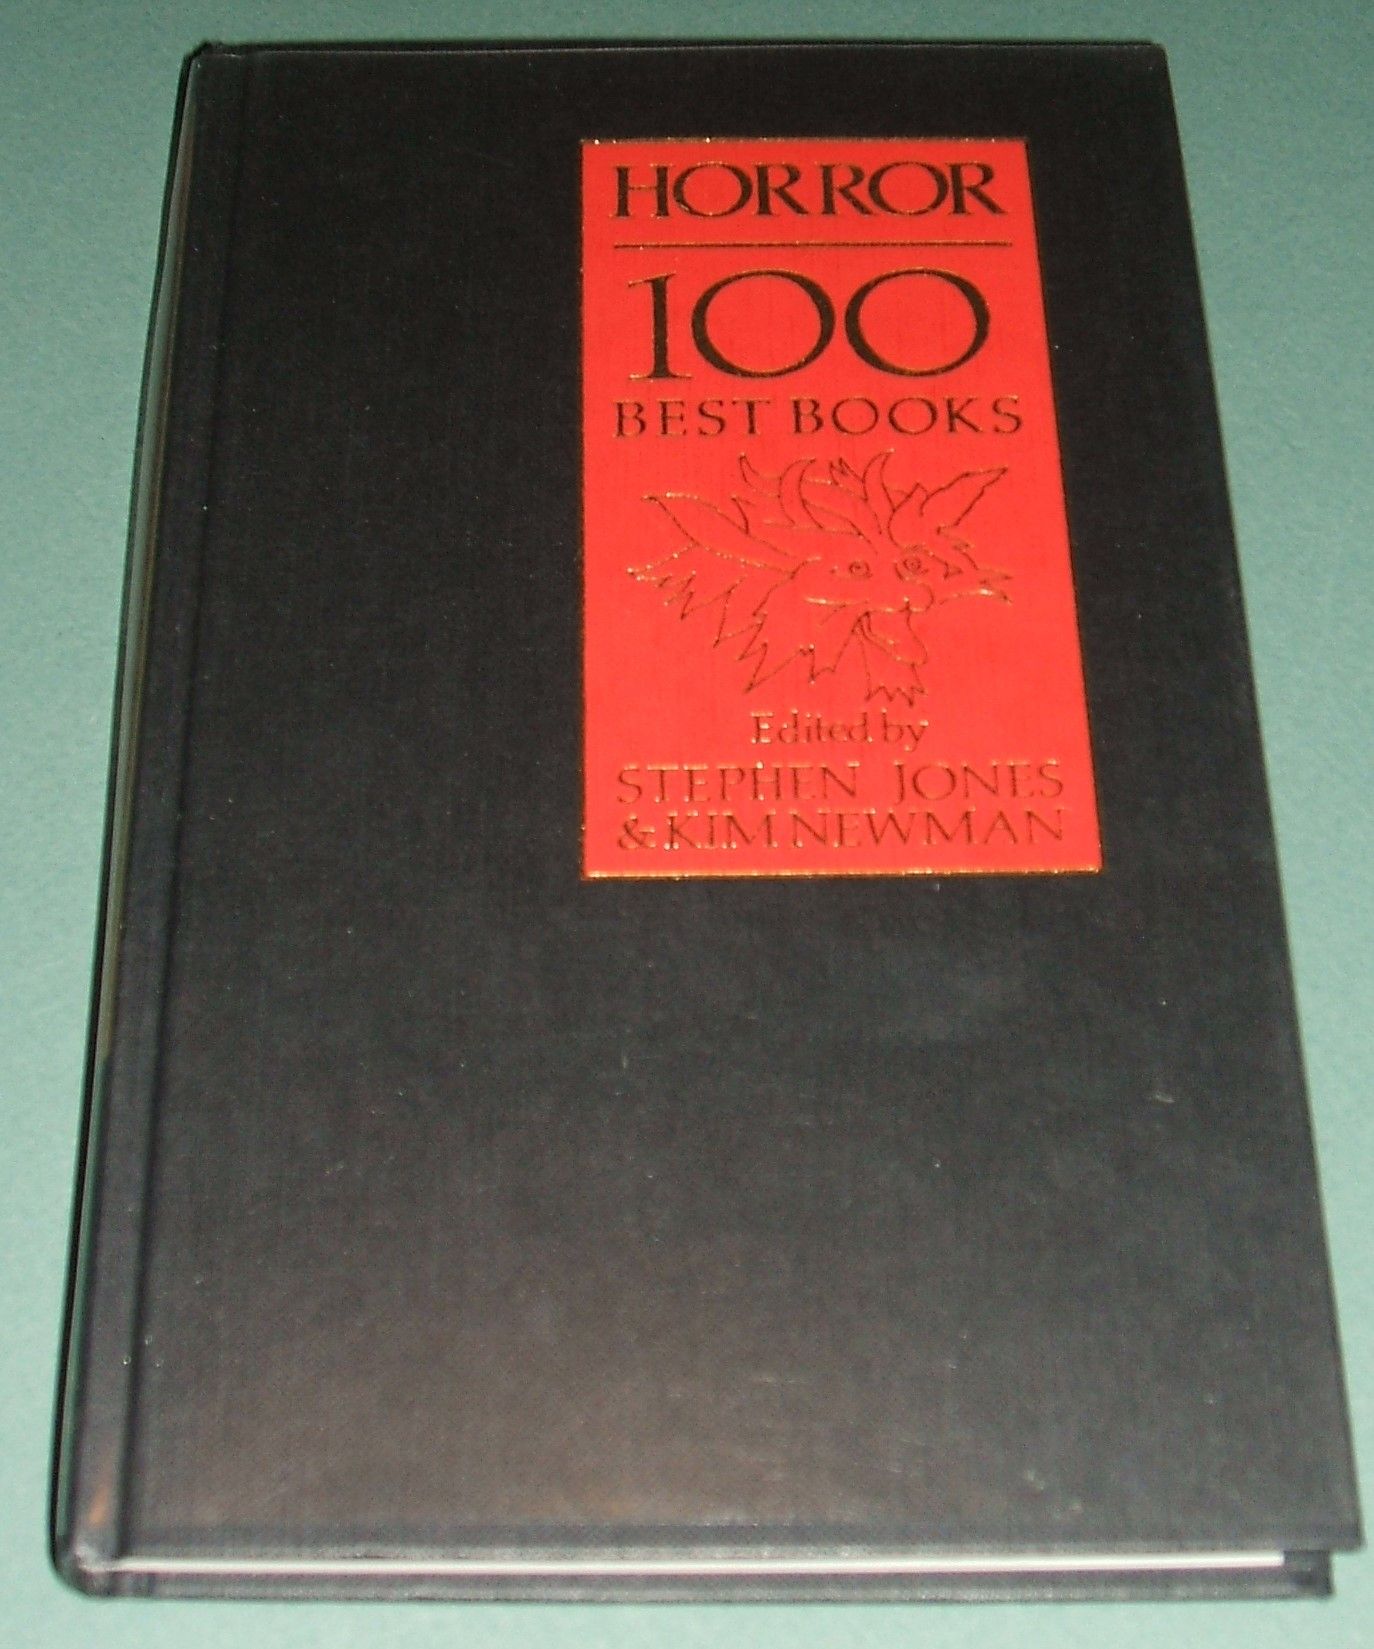 HORROR
100
BEST BOOKS
Edited by
STEPHEN JONES
& KIM NEWMAN